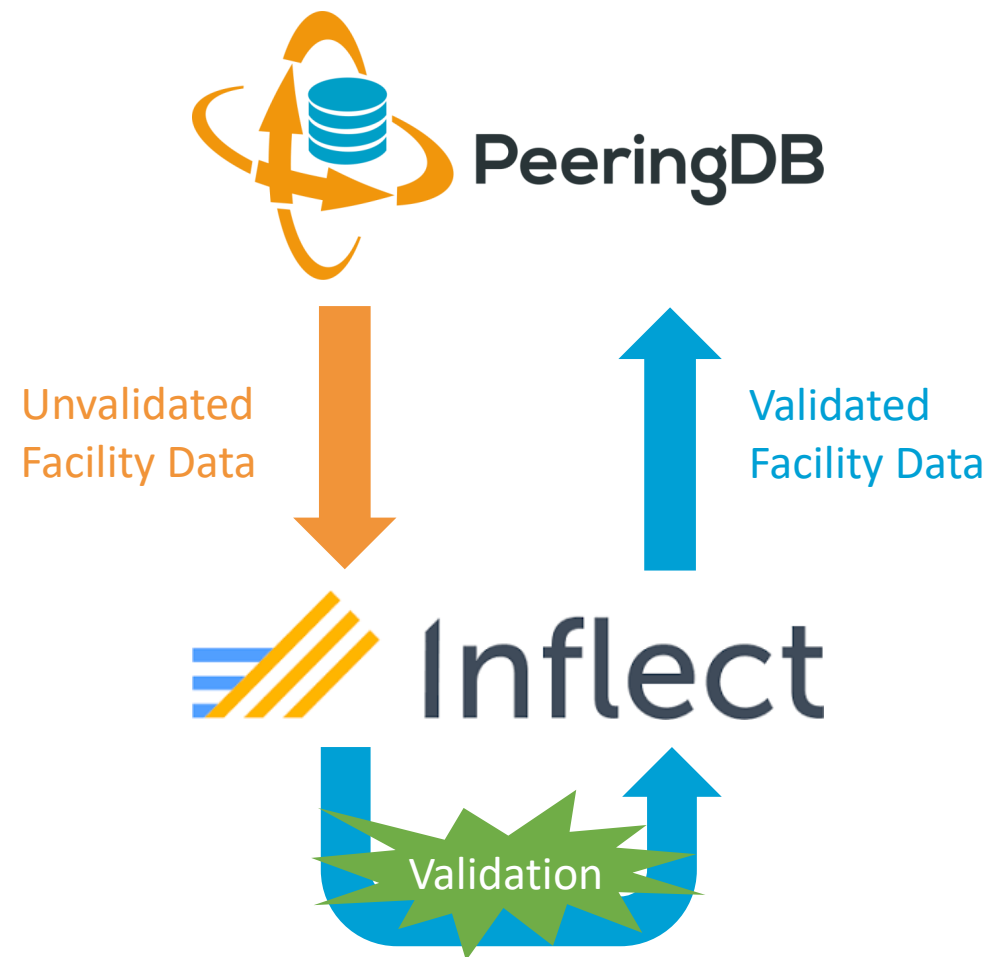 PeeringDB
Unvalidated
Facility Data
Validated
Facility Data
Inflect
Validation